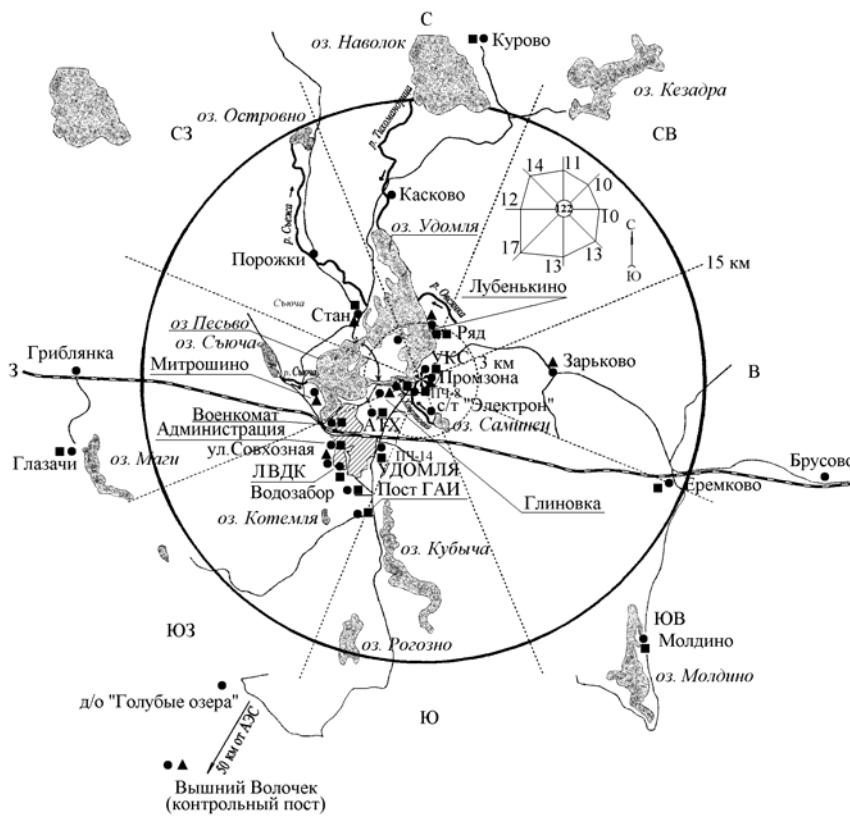 С
оз. Наволок
Курово
оз. Кезадра
оз. Островно
СЗ
СВ
р. Тихомандрица
11
14
10
12
122
10
17
13
13
С
Ю
Касково
оз. Удомля
р. Съежа
Порожки
15 км
Лубенькино
Съюча
Стан
Ряд
оз Песьво
оз. Съюча
УКС
3 км
Зарьково
Гриблянка
З
Митрошино
р. Съюча
Промзона
В
ПЧ-8
Военкомат
с/т "Электрон"
Администрация
АТХ
оз. Саминец
ул.Совхозная
Глазачи
оз. Маги
ПЧ-14
Брусово
ЛВДК
УДОМЛЯ
Еремково
Водозабор
Пост ГАИ
Глиновка
оз. Котемля
оз. Кубыча
ЮЗ
ЮВ
оз. Рогозно
Молдино
оз. Молдино
д/о "Голубые озера"
Ю
50 км от АЭС
Вышний Волочек
(контрольный пост)